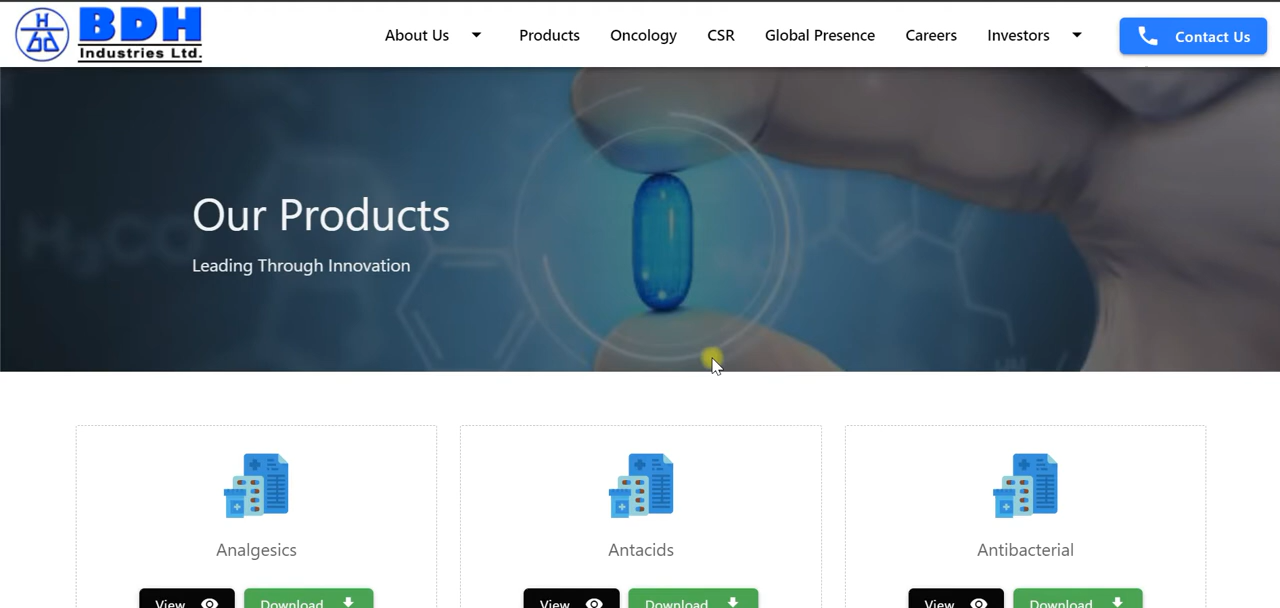 H
BDH
Industries Ltd.
About Us
Products
Oncology
CSR
Global Presence
Careers
Investors
Contact Us
H₃CO
Our Products
Leading Through Innovation
Analgesics
Antacids
Antibacterial
View
Download
View
Download
View
Download